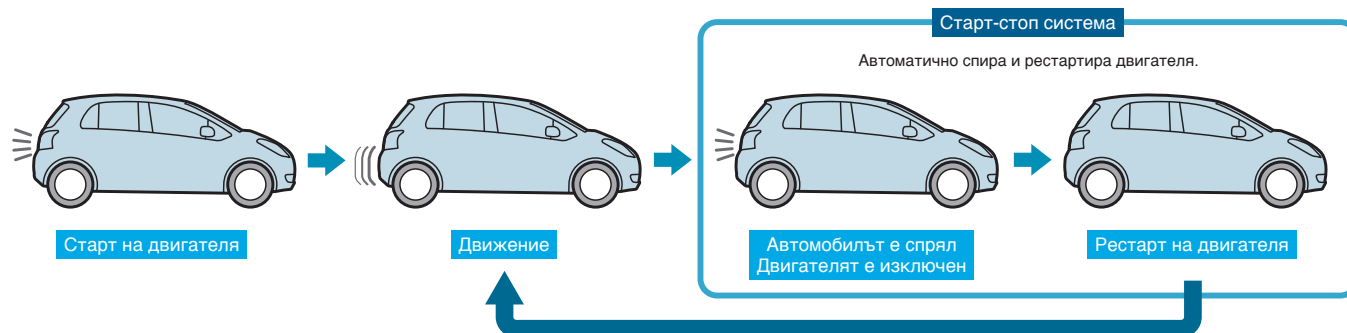 Старт-стоп система
Автоматично спира и рестартира двигателя.
Старт на двигателя
Движение
Автомобилът е спрял
Двигателят е изключен
Рестарт на двигателя